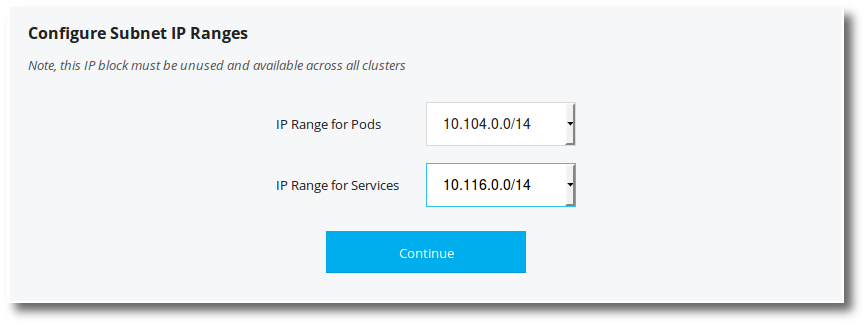 Configure Subnet IP Ranges
Note, this IP block must be unused and available across all clusters
IP Range for Pods 10.104.0.0/14
IP Range for Services 10.116.0.0/14
Continue